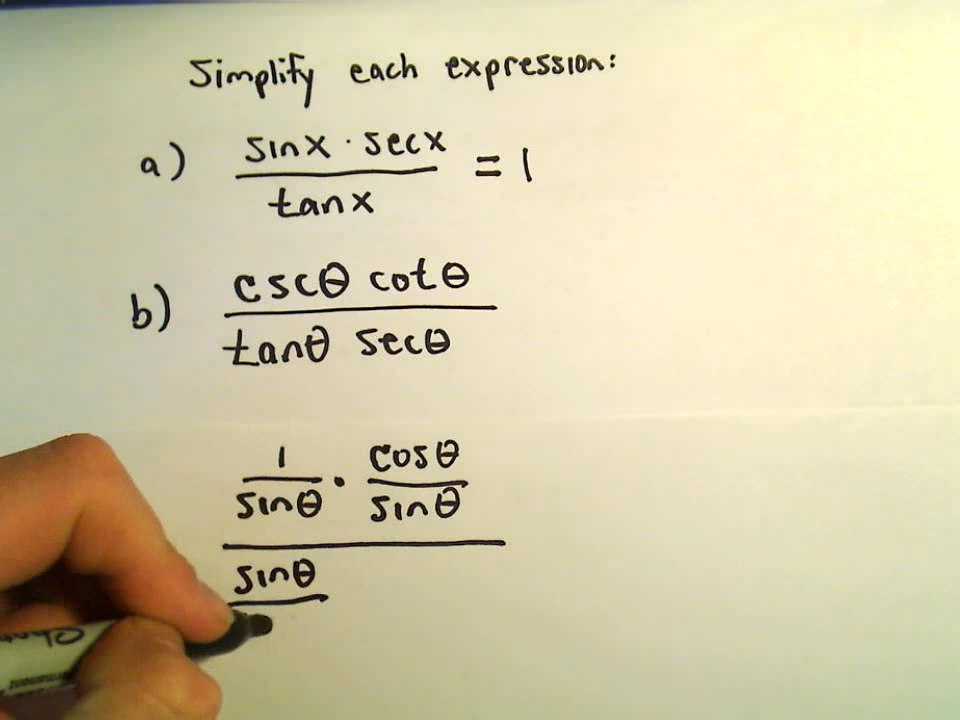 Simplify each expression:
a) sinx · secx / tanx = 1
b) cscθ cotθ / tanθ secθ
1 / sinθ · cosθ / sinθ
sinθ